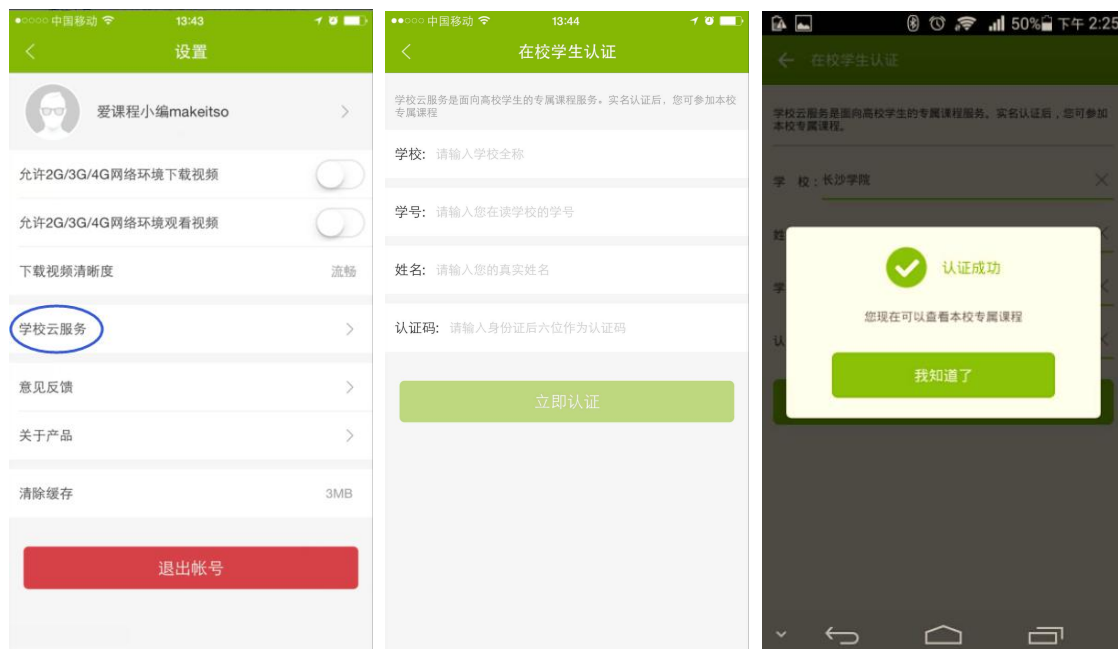 中国移动
13:43
设置
爱课程小编makeitso
允许2G/3G/4G网络环境下载视频
允许2G/3G/4G网络环境观看视频
下载视频清晰度
流畅
学校云服务
意见反馈
关于产品
清除缓存
3MB
退出帐号
中国移动
13:44
在校学生认证
学校云服务是面向高校学生的专属课程服务。实名认证后，您可参加本校
专属课程
学校: 请输入学校全称
学号: 请输入您在读学校的学号
姓名: 请输入您的真实姓名
认证码: 请输入身份证后六位作为认证码
立即认证
50% 下午 2:25
在校学生认证
学校云服务是面向高校学生的专属课程服务。实名认证后，您可参加
本校专属课程。
学 校：长沙学院
姓
学
认
认证成功
您现在可以查看本校专属课程
我知道了